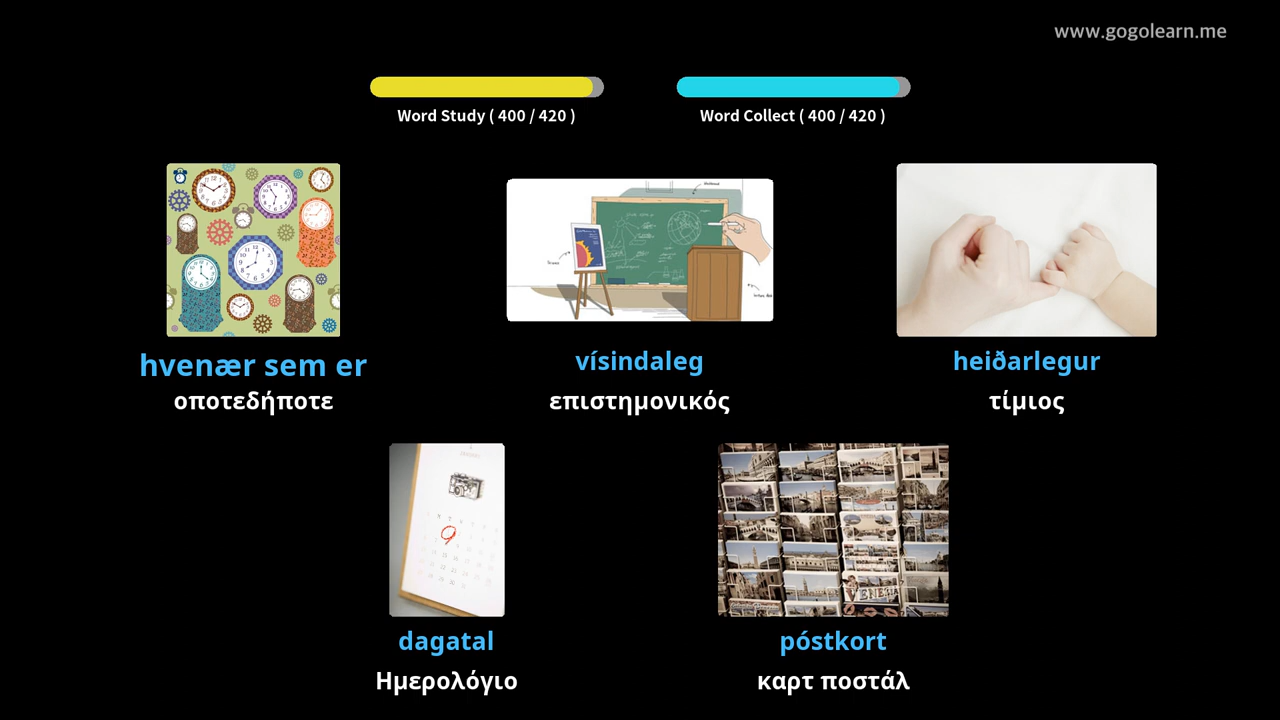 www.gogolearn.me
Word Study ( 400 / 420 )
Word Collect ( 400 / 420 )
hvenær sem er
οποτεδήποτε
vísindaleg
επιστημονικός
heiðarlegur
τίμιος
dagatal
Ημερολόγιο
póstkort
καρτ ποστάλ